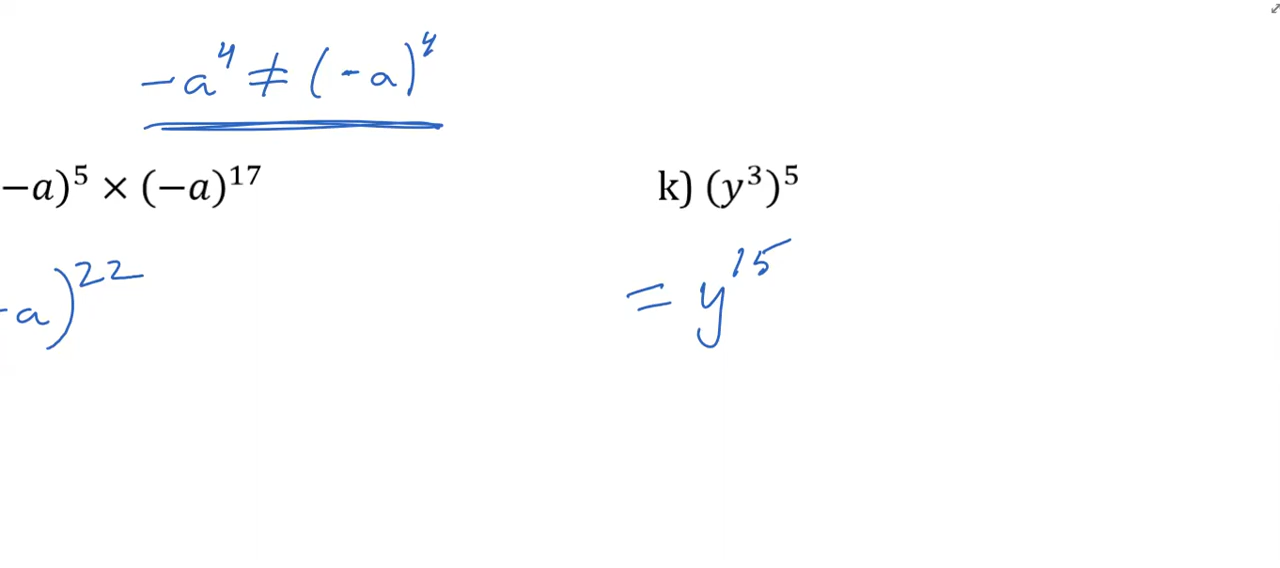 -a⁴ ≠ (-a)⁴
−a)⁵ × (−a)¹⁷
k) (y³)⁵
-a)²²
= y¹⁵